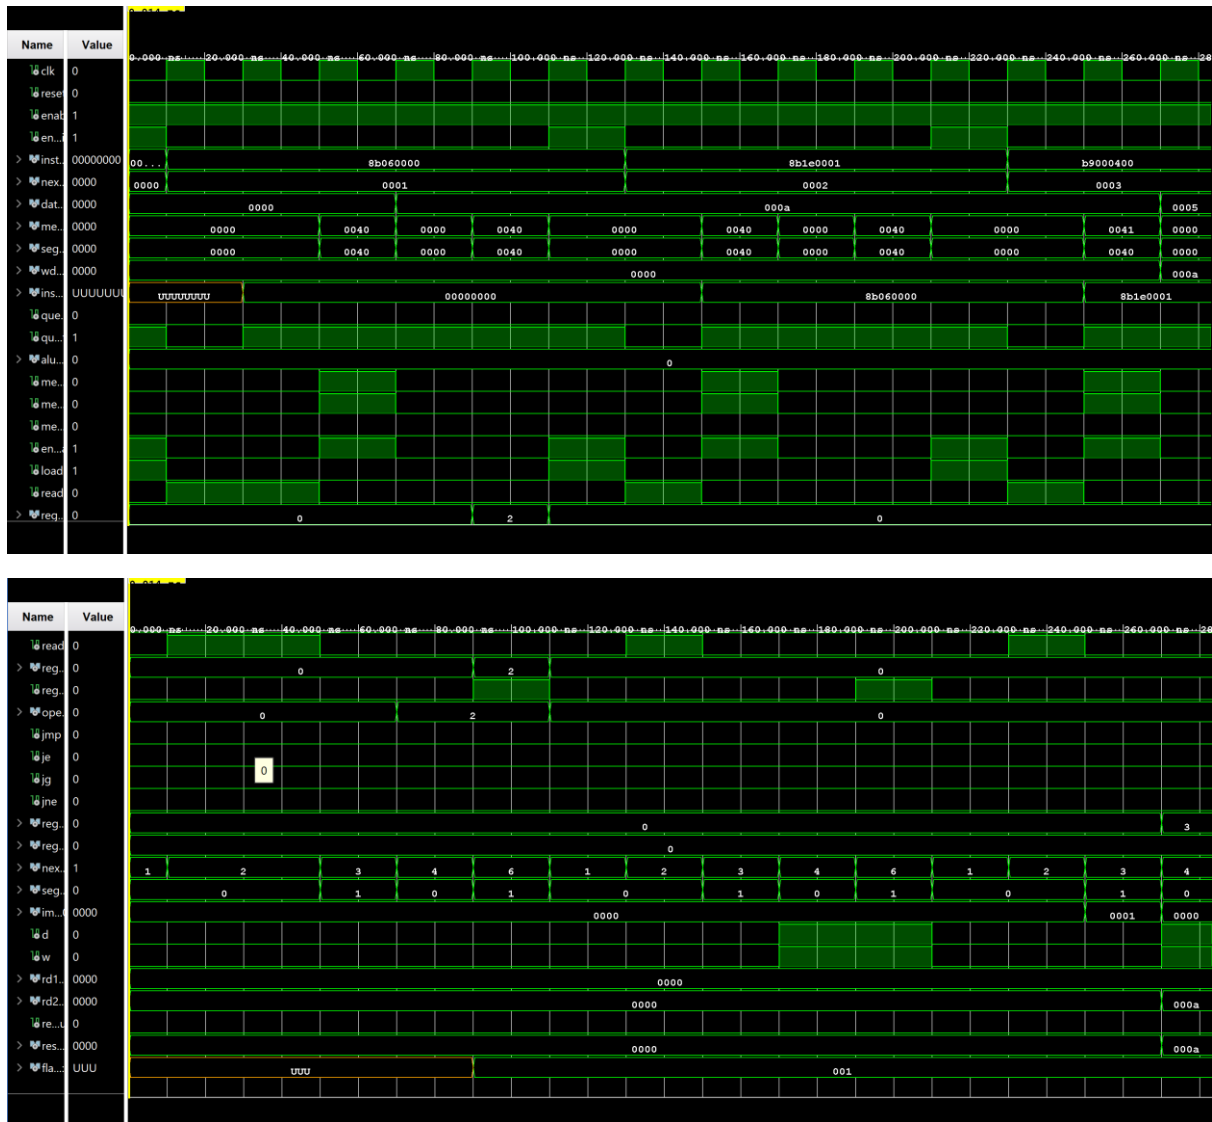 Name Value
0.000 ns 20.000 ns 40.000 ns 60.000 ns 80.000 ns 100.000 ns 120.000 ns 140.000 ns 160.000 ns 180.000 ns 200.000 ns 220.000 ns 240.000 ns 260.000 ns 28
clk 0
reset 0
enab 1
en...i 1
inst... 00000000 00... 8b060000 8b1e0001 b9000400
nex... 0000 0000 0001 0002 0003
dat... 0000 0000 000a 0005
me... 0000 0000 0040 0000 0040 0000 0040 0000 0040 0000 0041 0000
seg... 0000 0000 0040 0000 0040 0000 0040 0000 0040 0000 0040 0000
wd... 0000 0000 000a
ins... UUUUUUU UUUUUUUU 00000000 8b060000 8b1e0001
que. 0
qu... 1
alu... 0 0
me.. 0
me.. 0
me.. 0
en... 1
load 1
read 0
reg.. 0 0 2 0
Name Value
0.000 ns 20.000 ns 40.000 ns 60.000 ns 80.000 ns 100.000 ns 120.000 ns 140.000 ns 160.000 ns 180.000 ns 200.000 ns 220.000 ns 240.000 ns 260.000 ns 28
read 0
reg.. 0 0 2 0
reg.. 0
ope. 0 0 2 0
jmp 0
je 0
jg 0
0
jne 0
reg.. 0 0 3
reg.. 0 0
nex.. 1 1 2 3 4 6 1 2 3 4 6 1 2 3 4
seg.. 0 0 1 0 1 0 1 0 1 0 1 0
im... 0000 0000 0001 0000
d 0
w 0
rd1.. 0000 0000
rd2.. 0000 0000 000a
re... 0
res... 0000 0000 000a
fla... UUU UUU 001